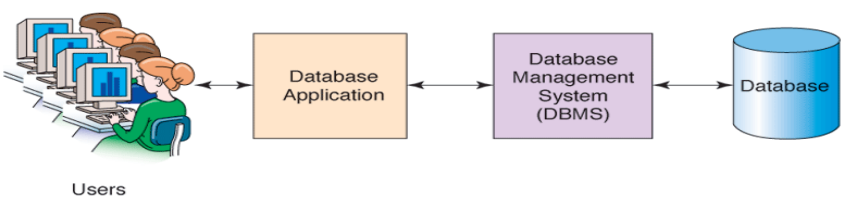 Database
Application
Database
Management
System
(DBMS)
Database
Users